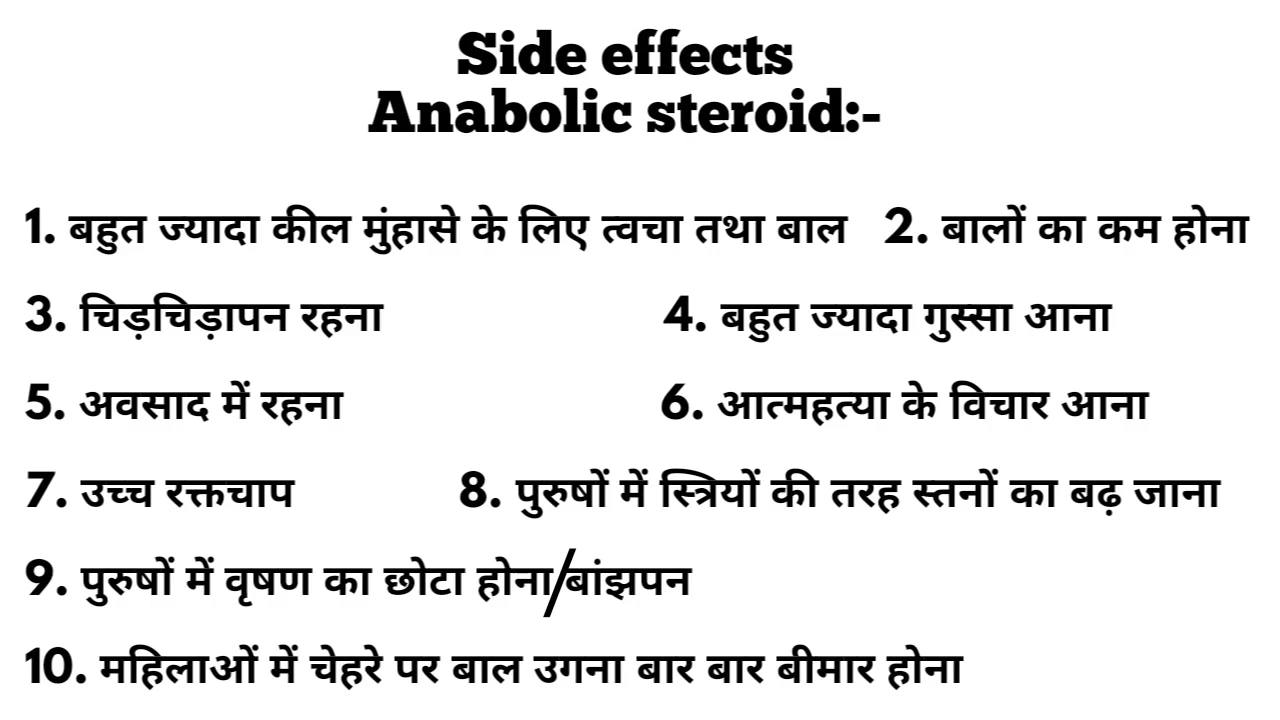 Side effects
Anabolic steroid:-
1. बहुत ज्यादा कील मुंहासे के लिए त्वचा तथा बाल 2. बालों का कम होना
3. चिड़चिड़ापन रहना 4. बहुत ज्यादा गुस्सा आना
5. अवसाद में रहना 6. आत्महत्या के विचार आना
7. उच्च रक्तचाप 8. पुरुषों में स्त्रियों की तरह स्तनों का बढ़ जाना
9. पुरुषों में वृषण का छोटा होना/बांझपन
10. महिलाओं में चेहरे पर बाल उगना बार बार बीमार होना